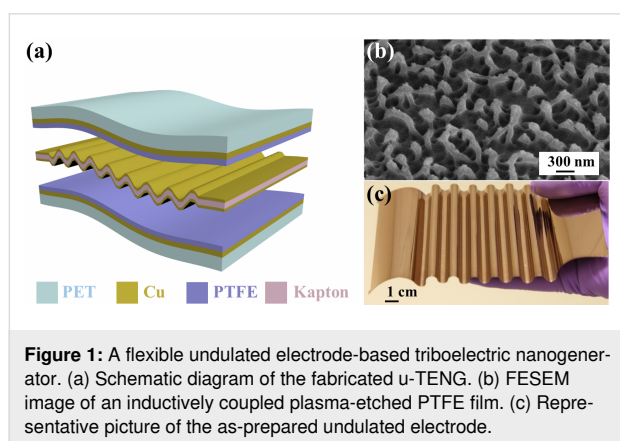 (a)
(b)
300 nm
(c)
1 cm
PET Cu PTFE Kapton
Figure 1: A flexible undulated electrode-based triboelectric nanogener-
ator. (a) Schematic diagram of the fabricated u-TENG. (b) FESEM
image of an inductively coupled plasma-etched PTFE film. (c) Repre-
sentative picture of the as-prepared undulated electrode.